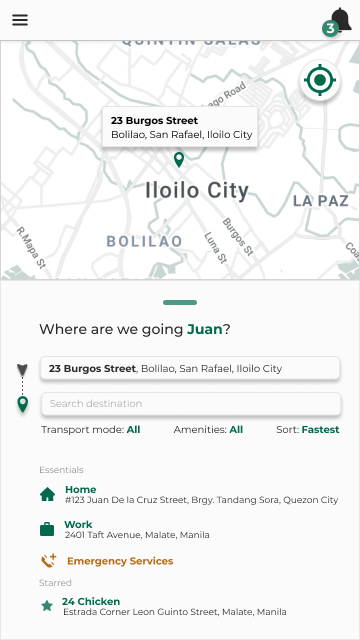 3
QUINTIN SALAS
ago Road
23 Burgos Street
Bolilao, San Rafael, Iloilo City
Iloilo City
LA PAZ
R.Mapa St
BOLILAO
Luna St
Burgos St
Coa
Where are we going Juan?
23 Burgos Street, Bolilao, San Rafael, Iloilo City
Search destination
Transport mode: All Amenities: All Sort: Fastest
Essentials
Home
#123 Juan De la Cruz Street, Brgy. Tandang Sora, Quezon City
Work
2401 Taft Avenue, Malate, Manila
Emergency Services
Starred
24 Chicken
Estrada Corner Leon Guinto Street, Malate, Manila